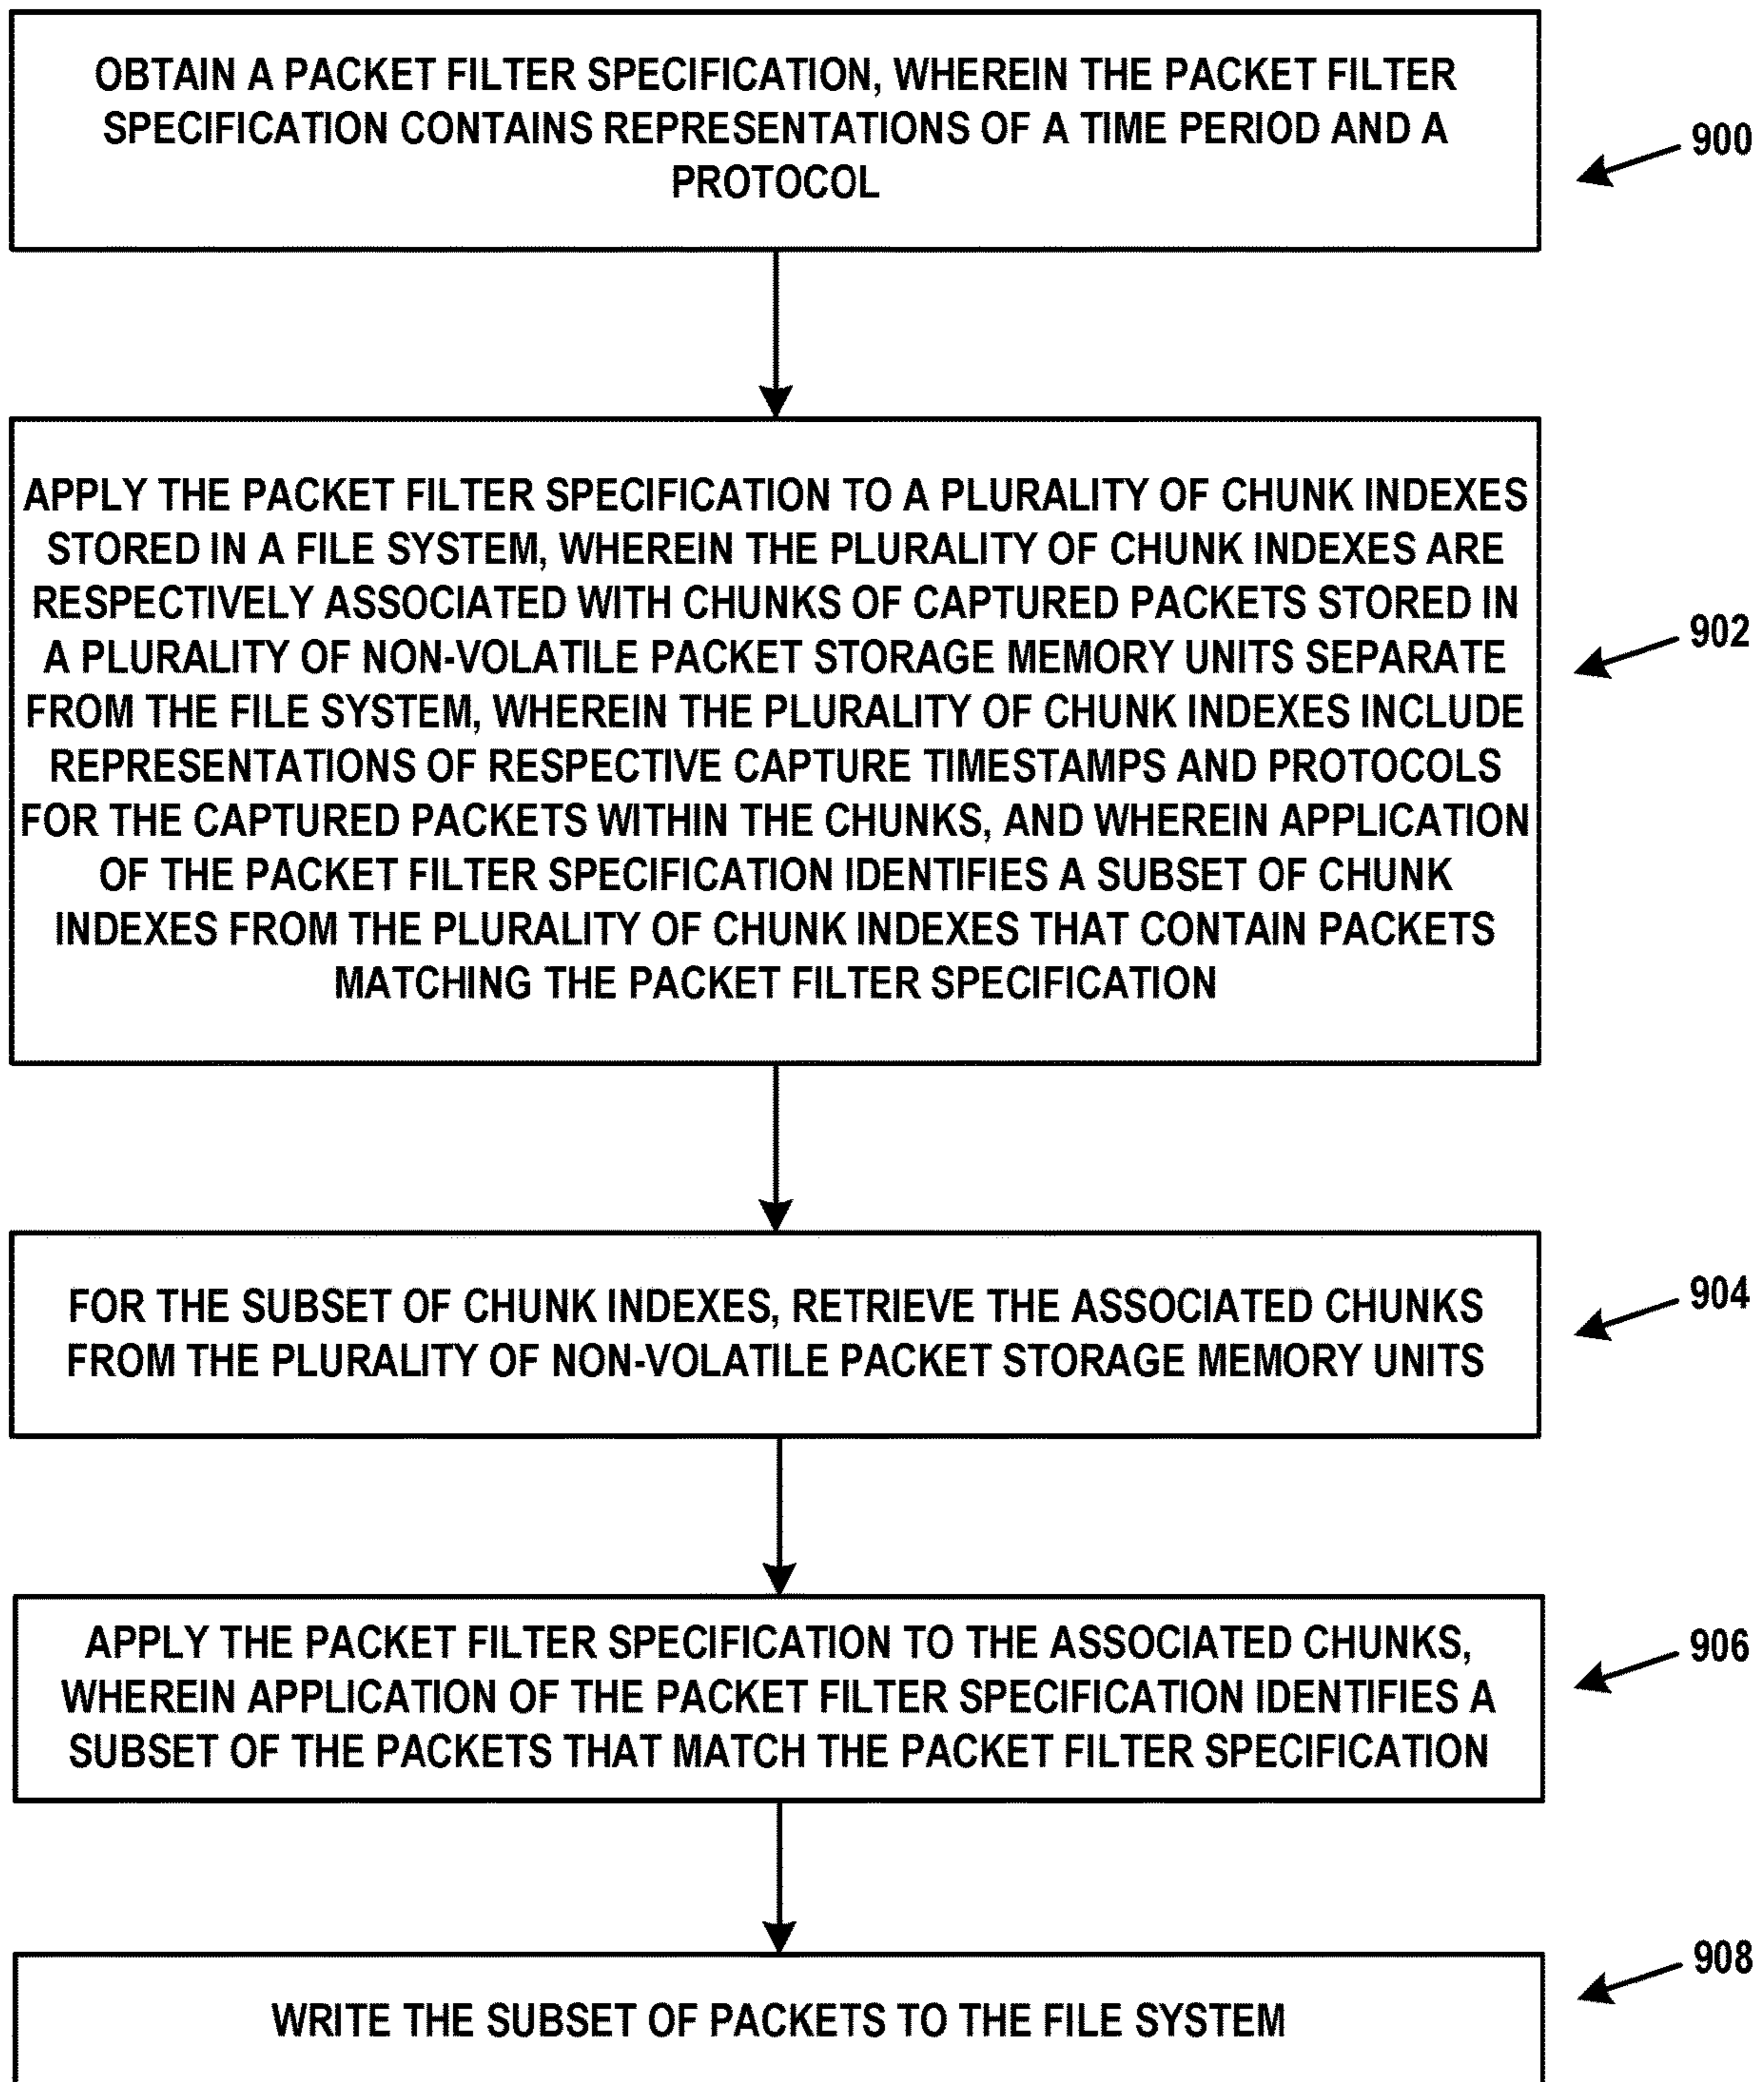 OBTAIN A PACKET FILTER SPECIFICATION, WHEREIN THE PACKET FILTER
SPECIFICATION CONTAINS REPRESENTATIONS OF A TIME PERIOD AND A
PROTOCOL
900
APPLY THE PACKET FILTER SPECIFICATION TO A PLURALITY OF CHUNK INDEXES
STORED IN A FILE SYSTEM, WHEREIN THE PLURALITY OF CHUNK INDEXES ARE
RESPECTIVELY ASSOCIATED WITH CHUNKS OF CAPTURED PACKETS STORED IN
A PLURALITY OF NON-VOLATILE PACKET STORAGE MEMORY UNITS SEPARATE
FROM THE FILE SYSTEM, WHEREIN THE PLURALITY OF CHUNK INDEXES INCLUDE
REPRESENTATIONS OF RESPECTIVE CAPTURE TIMESTAMPS AND PROTOCOLS
FOR THE CAPTURED PACKETS WITHIN THE CHUNKS, AND WHEREIN APPLICATION
OF THE PACKET FILTER SPECIFICATION IDENTIFIES A SUBSET OF CHUNK
INDEXES FROM THE PLURALITY OF CHUNK INDEXES THAT CONTAIN PACKETS
MATCHING THE PACKET FILTER SPECIFICATION
902
FOR THE SUBSET OF CHUNK INDEXES, RETRIEVE THE ASSOCIATED CHUNKS
FROM THE PLURALITY OF NON-VOLATILE PACKET STORAGE MEMORY UNITS
904
APPLY THE PACKET FILTER SPECIFICATION TO THE ASSOCIATED CHUNKS,
WHEREIN APPLICATION OF THE PACKET FILTER SPECIFICATION IDENTIFIES A
SUBSET OF THE PACKETS THAT MATCH THE PACKET FILTER SPECIFICATION
906
WRITE THE SUBSET OF PACKETS TO THE FILE SYSTEM
908